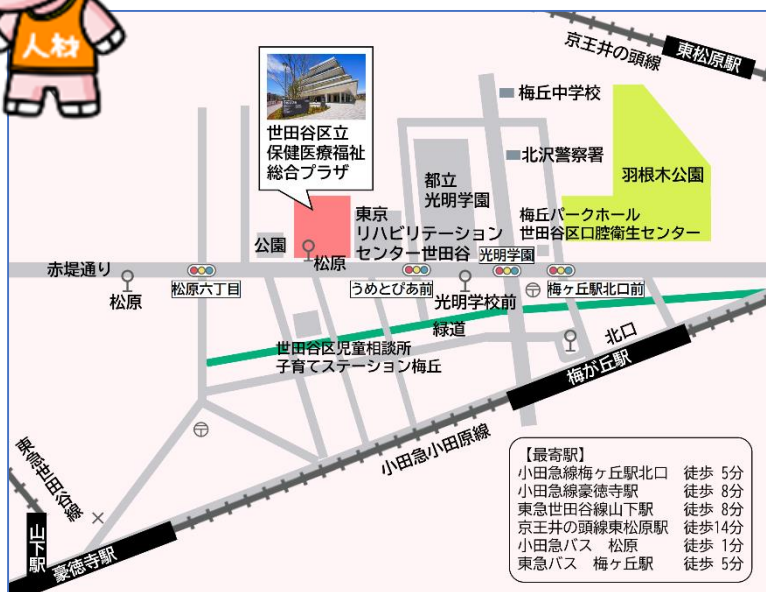 人材
京王井の頭線
東松原駅
世田谷区立
保健医療福祉
総合プラザ
梅丘中学校
北沢警察署
都立
光明学園
羽根木公園
東京
リハビリテーション
センター世田谷
梅丘パークホール
世田谷区口腔衛生センター
公園
松原
光明学園
赤堤通り
松原
松原六丁目
うめとぴあ前
光明学校前
梅ヶ丘駅北口前
緑道
世田谷区児童相談所
子育てステーション梅丘
北口
梅が丘駅
小田急小田原線
東急世田谷線
山下駅
豪徳寺駅
【最寄駅】
小田急線梅ヶ丘駅北口 徒歩 5分
小田急線豪徳寺駅 徒歩 8分
東急世田谷線山下駅 徒歩 8分
京王井の頭線東松原駅 徒歩14分
小田急バス 松原 徒歩 1分
東急バス 梅ヶ丘駅 徒歩 5分